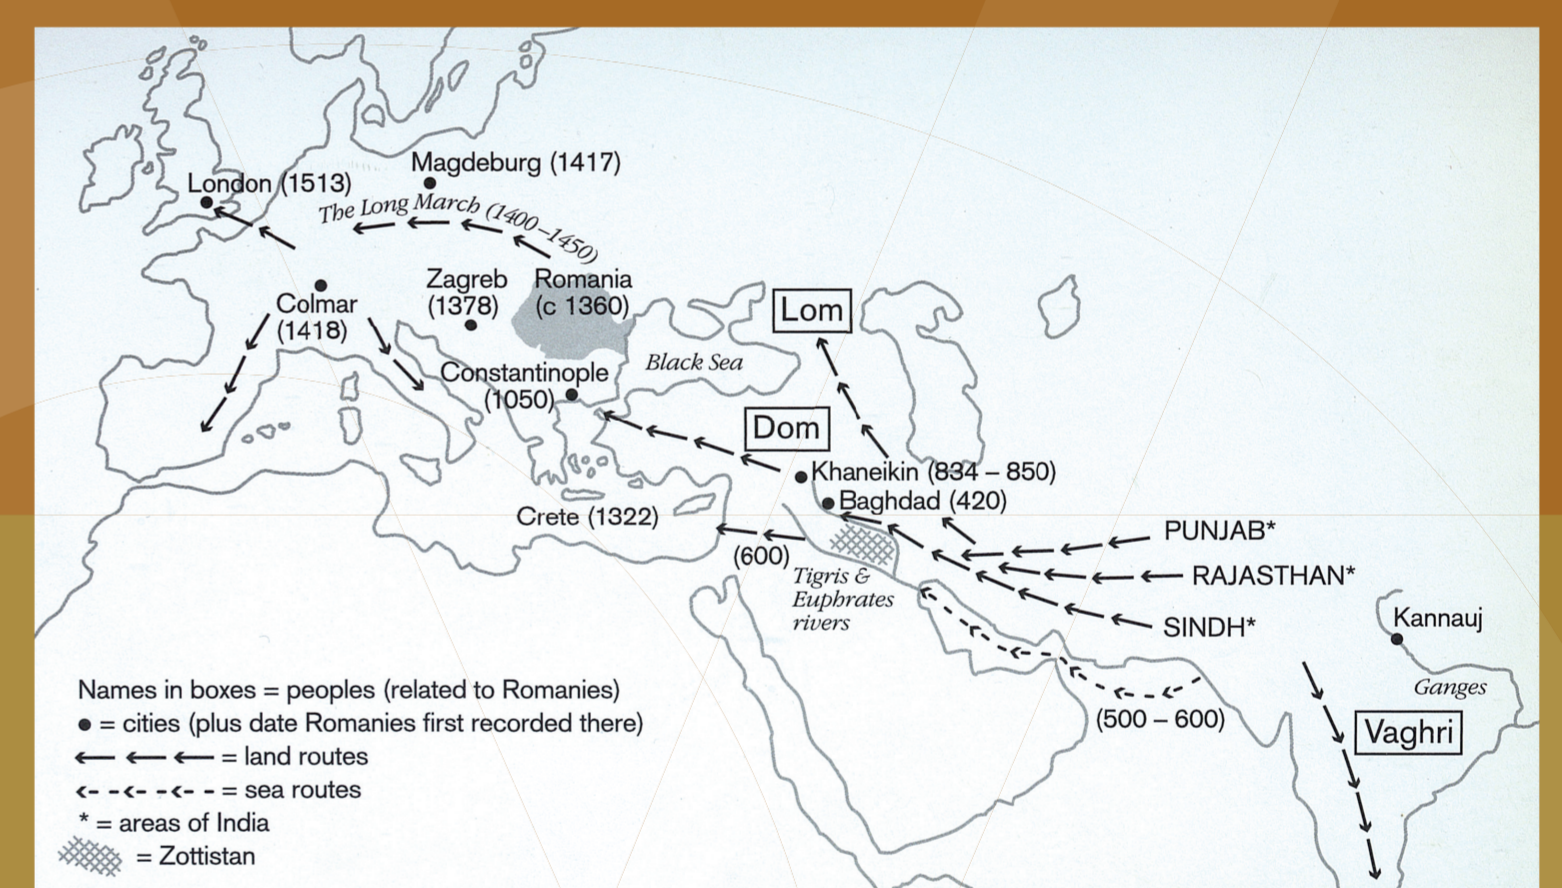 Magdeburg (1417)
London (1513)
The Long March (1400–1450)
Zagreb
(1378)
Romania
(c 1360)
Colmar
(1418)
Lom
Black Sea
Constantinople
(1050)
Dom
Khaneikin (834 – 850)
Baghdad (420)
Crete (1322)
(600)
PUNJAB*
RAJASTHAN*
SINDH*
Tigris &
Euphrates
rivers
Kannauj
Ganges
(500 – 600)
Vaghri
Names in boxes = peoples (related to Romanies)
● = cities (plus date Romanies first recorded there)
= land routes
= sea routes
* = areas of India
= Zottistan